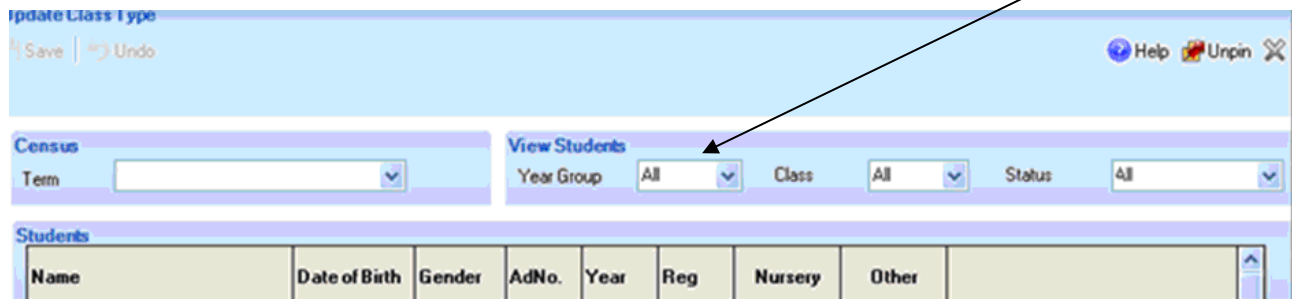 Update Class Type
Save Undo Help Unpin
Census View Students
Term Year Group All Class All Status All
Students
Name Date of Birth Gender AdNo. Year Reg Nursery Other